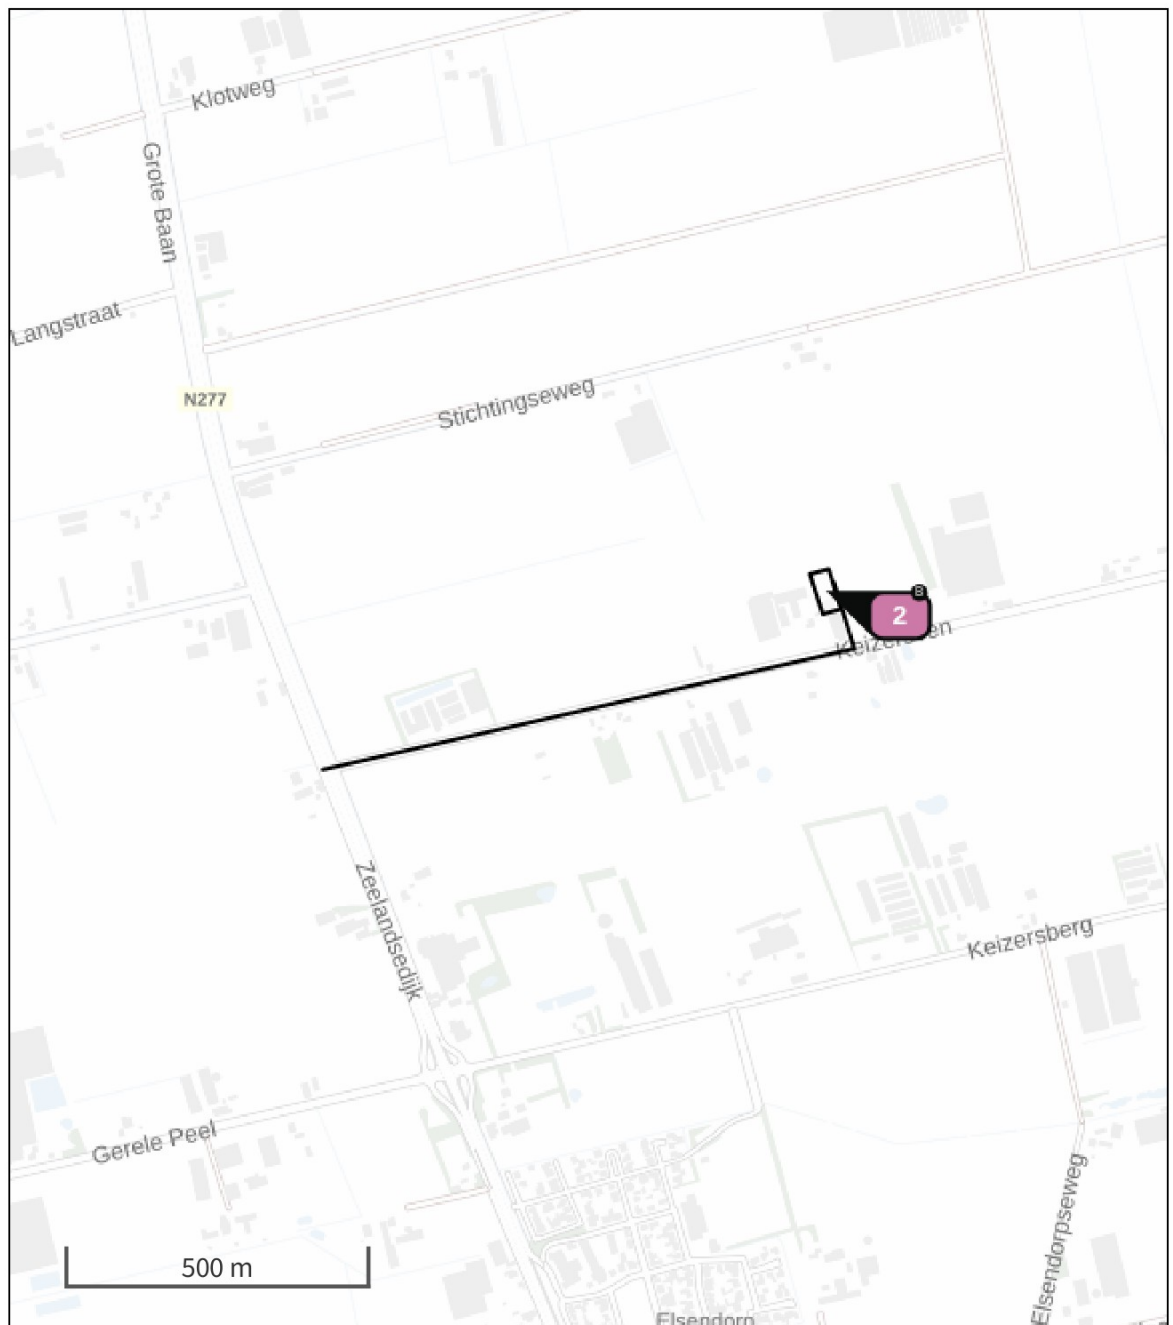 Klotweg
Grote Baan
Langstraat
N277
Stichtingseweg
B
2
Zeelandsedijk
Keizersberg
Gerele Peel
Elsendorpseweg
500 m
Elsendorp